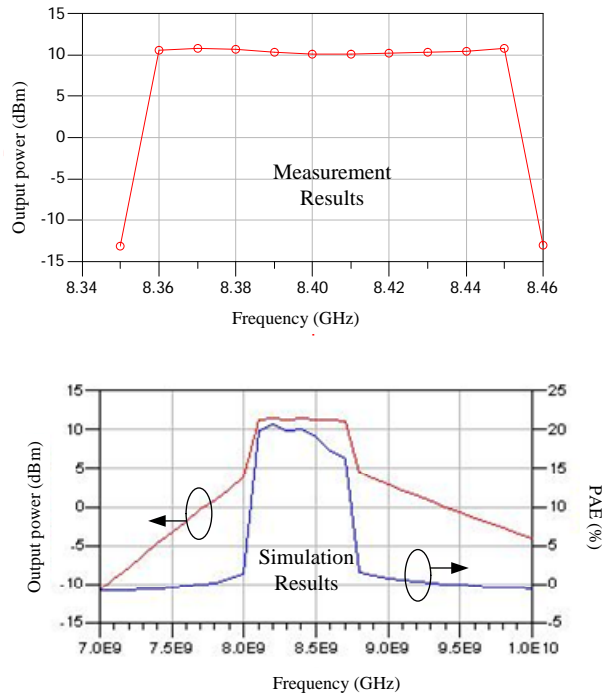 15
10
5
0
-5
-10
-15
Output power (dBm)
Measurement
Results
8.34 8.36 8.38 8.40 8.42 8.44 8.46
Frequency (GHz)
15
10
5
0
-5
-10
-15
Output power (dBm)
25
20
15
10
5
0
-5
PAE (%)
Simulation
Results
7.0E9 7.5E9 8.0E9 8.5E9 9.0E9 9.5E9 1.0E10
Frequency (GHz)